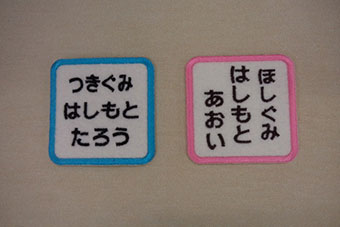 つきぐみ
はしもと
たろう
ほしぐみ
はしもと
あおい